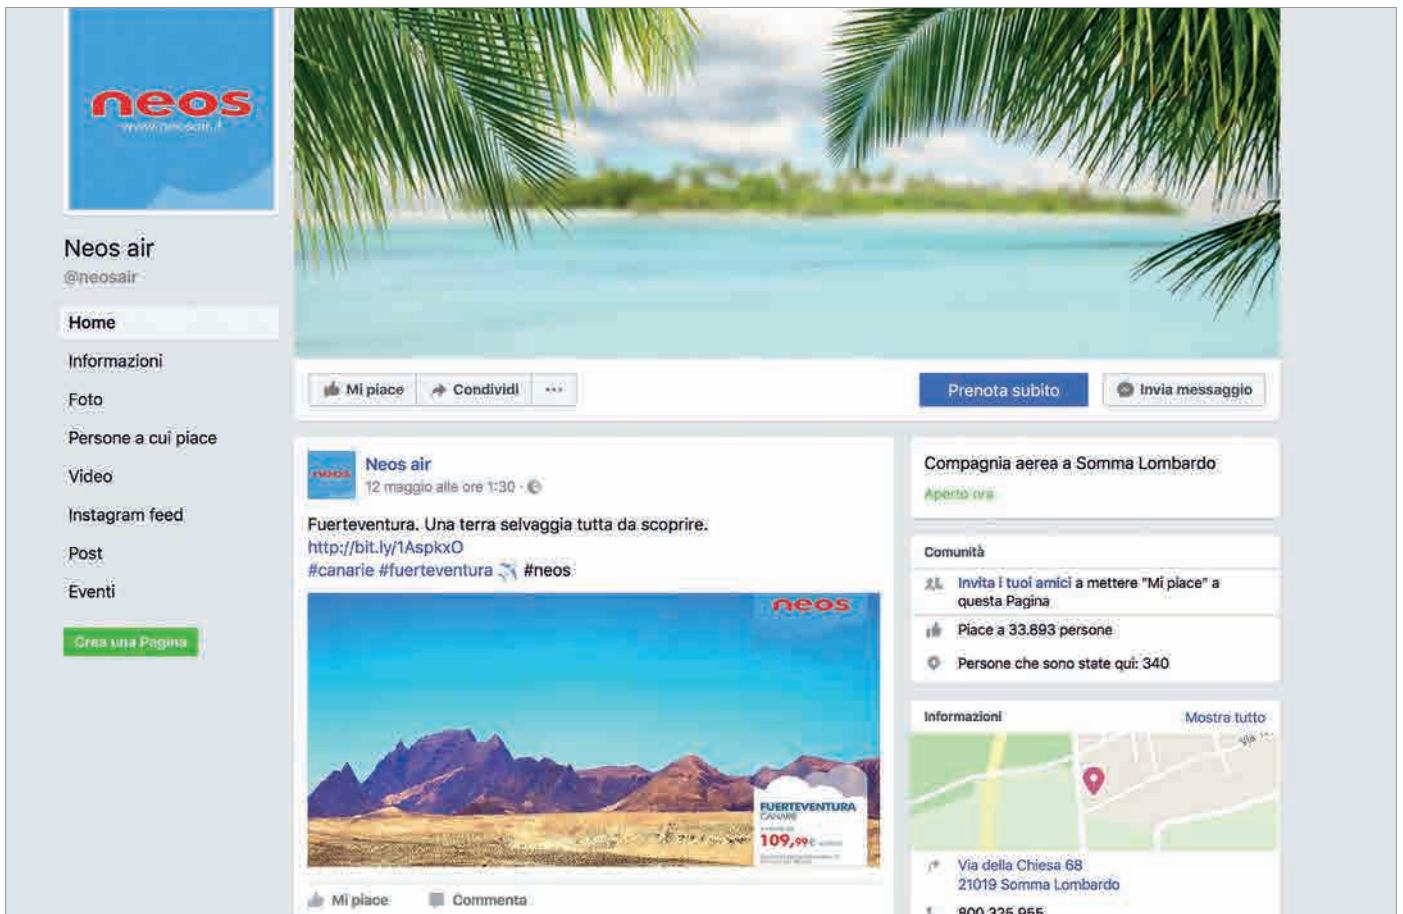 neos
www.neosair.it
Neos air
@neosair
Home
Informazioni
Foto
Persone a cui piace
Video
Instagram feed
Post
Eventi
Crea una Pagina
Mi piace
Condividi
Prenota subito
Invia messaggio
Neos air
12 maggio alle ore 1:30
Fuerteventura. Una terra selvaggia tutta da scoprire.
http://bit.ly/1AspkxO
#canarie #fuerteventura ✈ #neos
neos
FUERTEVENTURA
CANARIE
109,99€
Mi piace
Commenta
Compagnia aerea a Somma Lombardo
Aperto ora
Comunità
Invita i tuoi amici a mettere "Mi piace" a
questa Pagina
Piace a 33.893 persone
Persone che sono state qui: 340
Informazioni
Mostra tutto
Via
Via della Chiesa 68
21019 Somma Lombardo
800 325 955